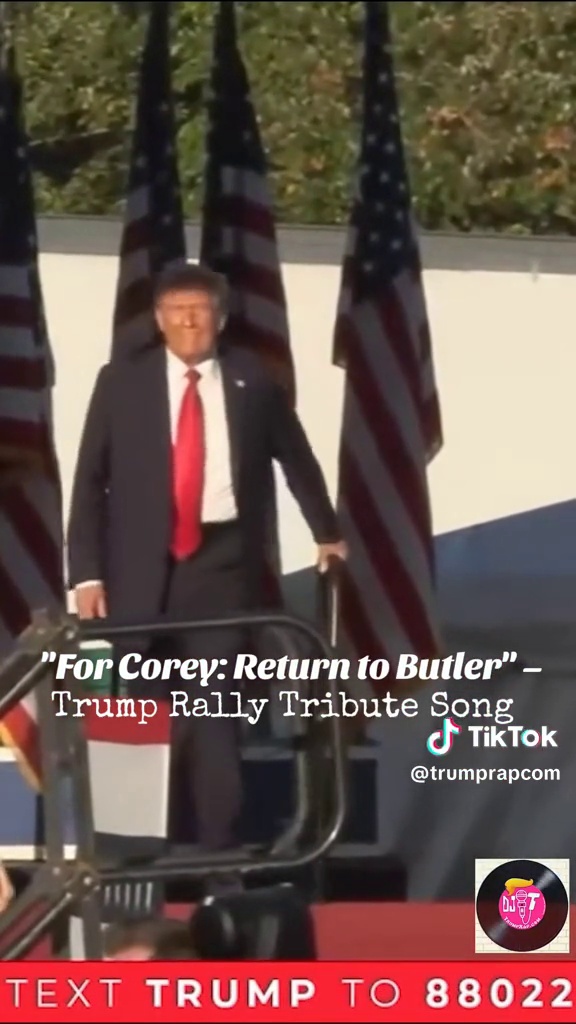 "For Corey: Return to Butler" –
Trump Rally Tribute Song
TikTok
@trumprapcom
DJ T
TEXT TRUMP TO 88022